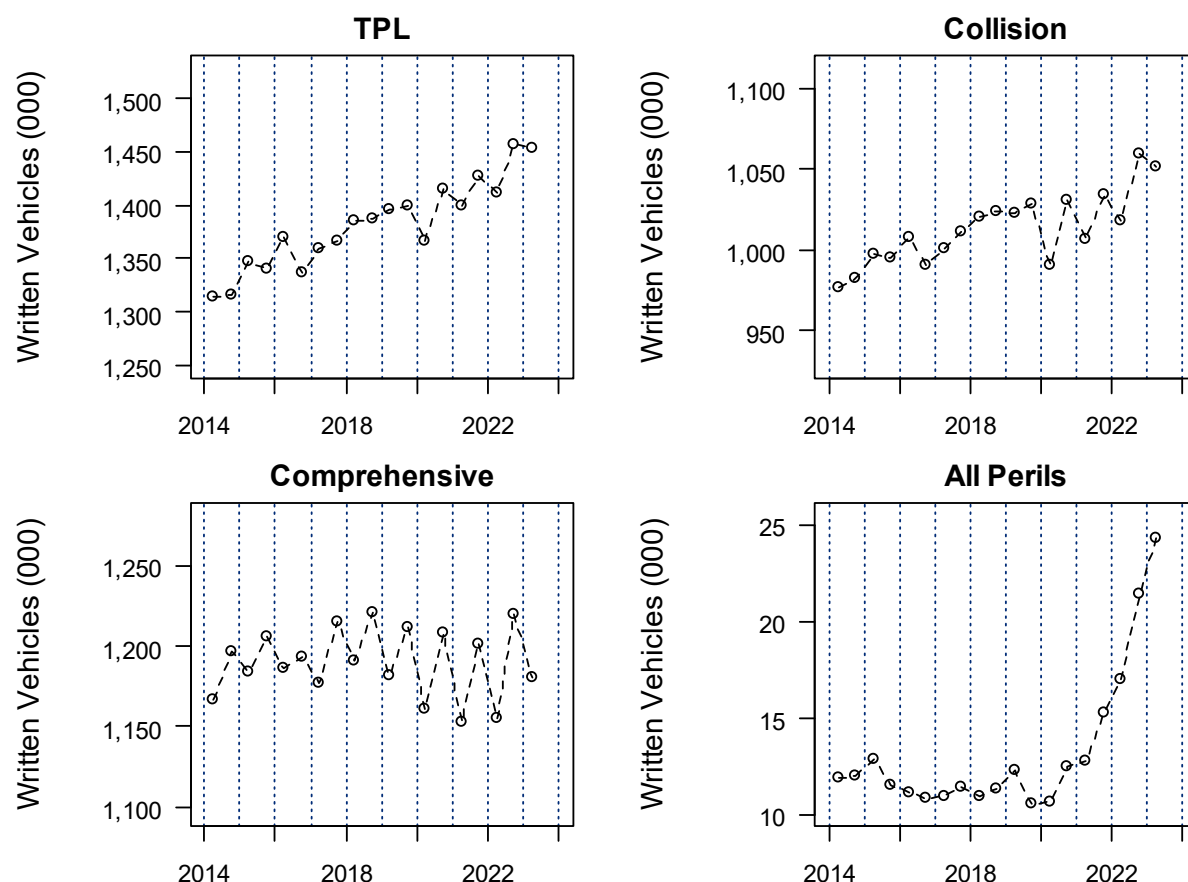 TPL
Written Vehicles (000)
1,500
1,450
1,400
1,350
1,300
1,250
2014 2018 2022
Collision
Written Vehicles (000)
1,100
1,050
1,000
950
2014 2018 2022
Comprehensive
Written Vehicles (000)
1,250
1,200
1,150
1,100
2014 2018 2022
All Perils
Written Vehicles (000)
25
20
15
10
2014 2018 2022